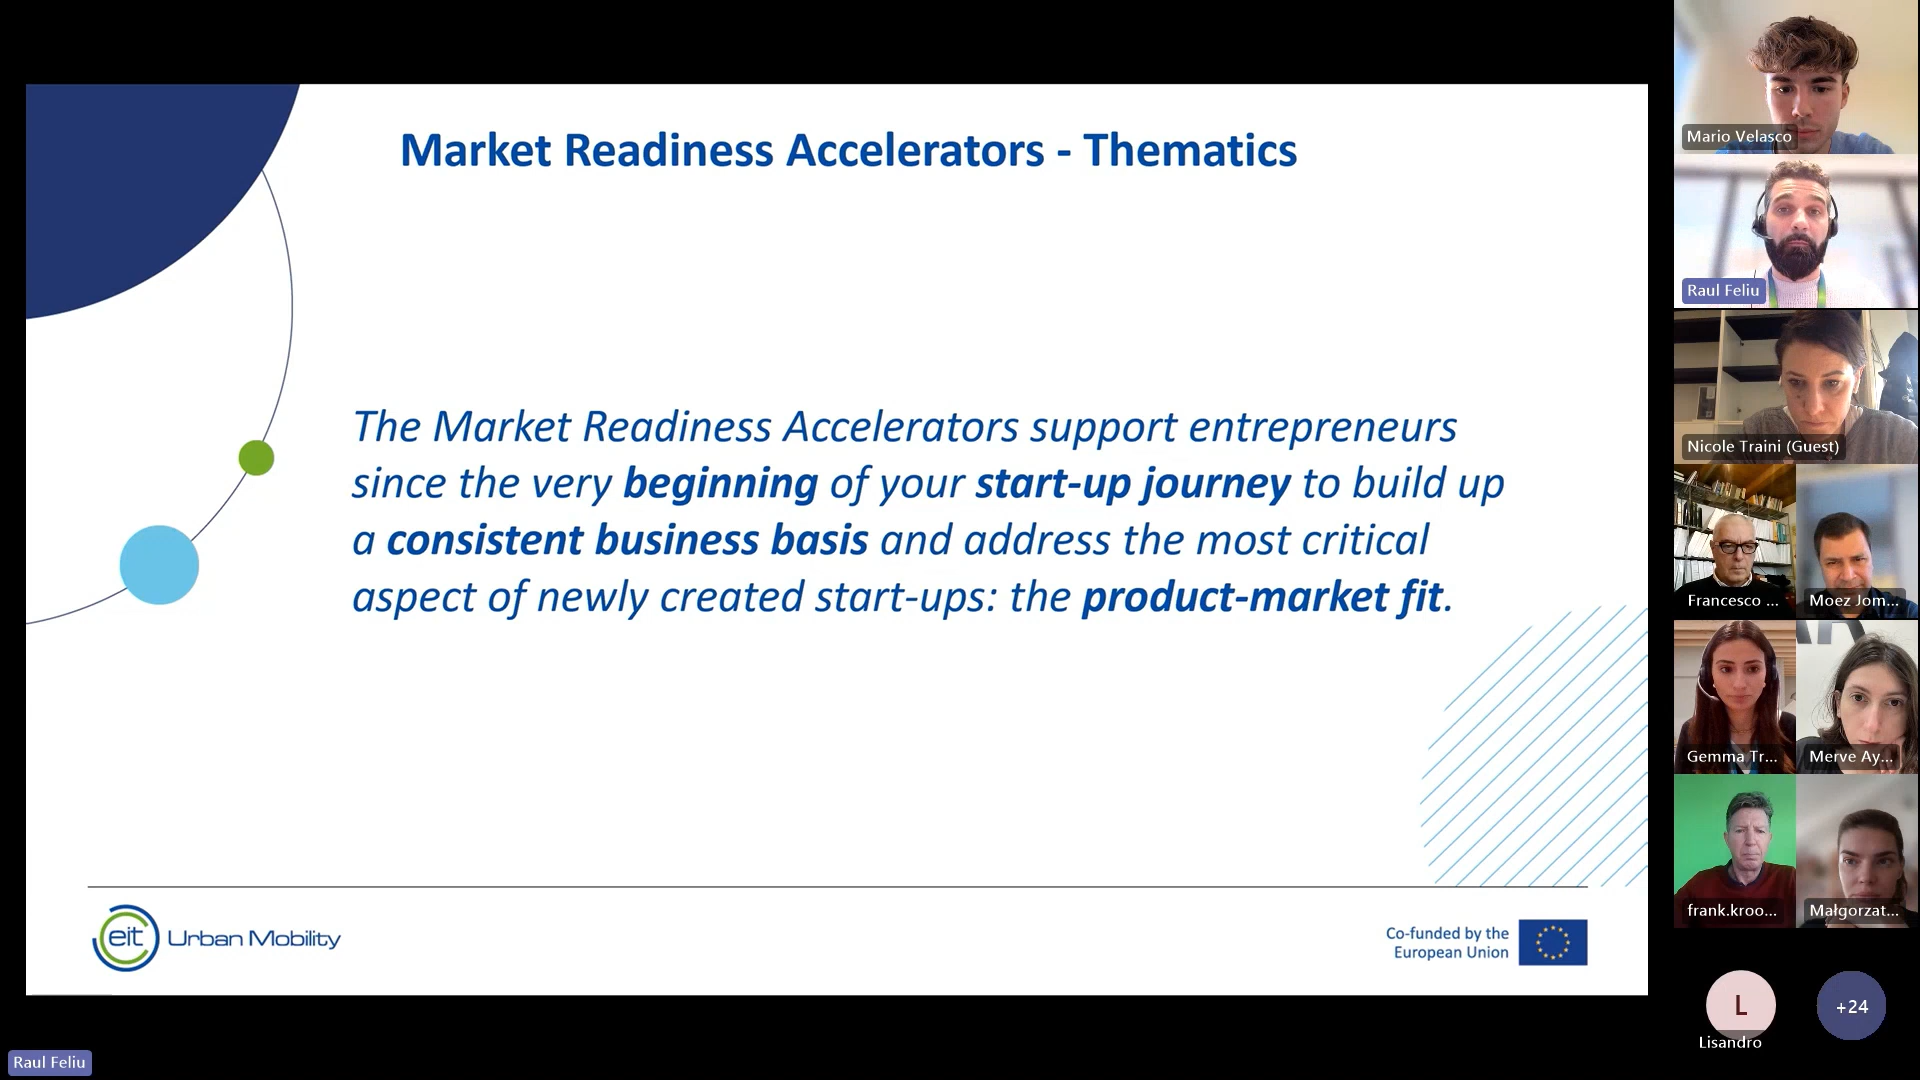 Market Readiness Accelerators - Thematics
The Market Readiness Accelerators support entrepreneurs
since the very beginning of your start-up journey to build up
a consistent business basis and address the most critical
aspect of newly created start-ups: the product-market fit.
eit Urban Mobility
Co-funded by the
European Union
Raul Feliu
Mario Velasco
Raul Feliu
Nicole Traini (Guest)
Francesco ...
Moez Jom...
Gemma Tr...
Merve Ay...
frank.kroo...
Małgorzat...
L
+24
Lisandro